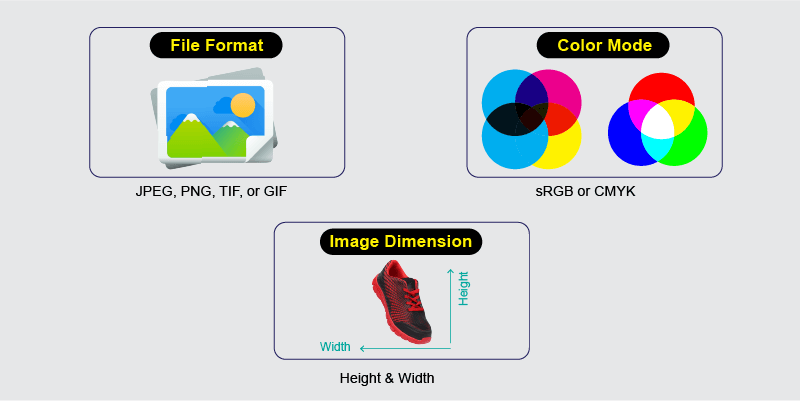 File Format
JPEG, PNG, TIF, or GIF
Color Mode
sRGB or CMYK
Image Dimension
Height
Width
Height & Width